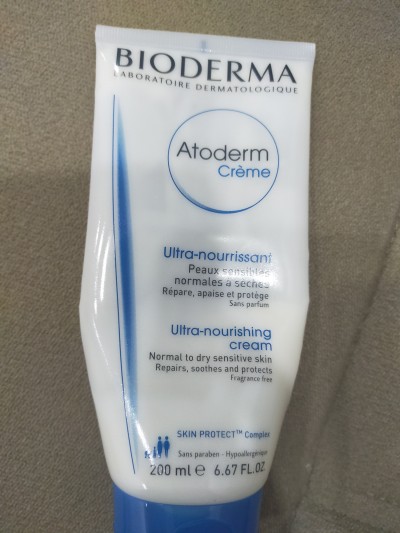 BIODERMA
LABORATOIRE DERMATOLOGIQUE
Atoderm
Crème
Ultra-nourrissant
Peaux sensibles
normales à sèches
Répare, apaise et protège
Sans parfum
Ultra-nourishing
cream
Normal to dry sensitive skin
Repairs, soothes and protects
Fragrance free
SKIN PROTECT™ Complex
Sans paraben - Hypoallergénique
200 ml e 6.67 FL.OZ